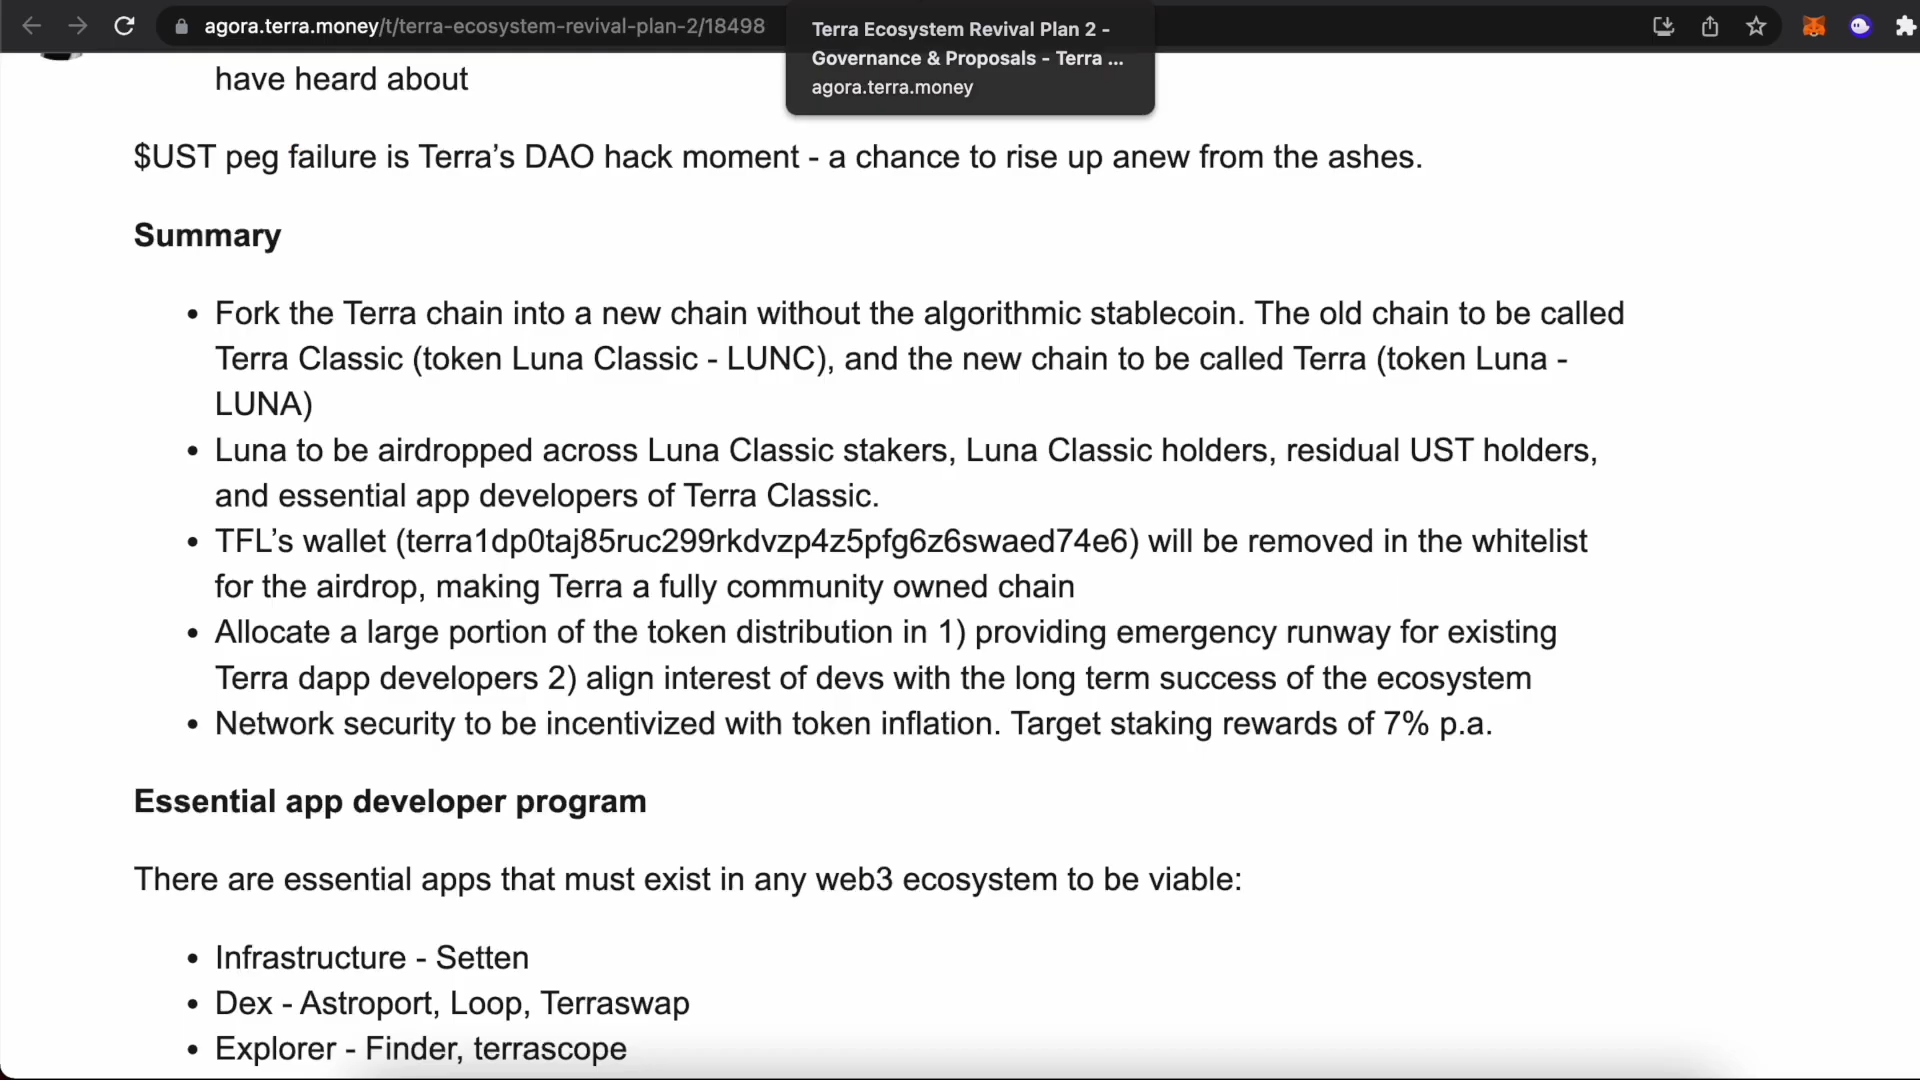 agora.terra.money/t/terra-ecosystem-revival-plan-2/18498
Terra Ecosystem Revival Plan 2 -
Governance & Proposals - Terra ...
agora.terra.money
have heard about
$UST peg failure is Terra’s DAO hack moment - a chance to rise up anew from the ashes.
Summary
• Fork the Terra chain into a new chain without the algorithmic stablecoin. The old chain to be called
Terra Classic (token Luna Classic - LUNC), and the new chain to be called Terra (token Luna -
LUNA)
• Luna to be airdropped across Luna Classic stakers, Luna Classic holders, residual UST holders,
and essential app developers of Terra Classic.
• TFL’s wallet (terra1dp0taj85ruc299rkdvzp4z5pfg6z6swaed74e6) will be removed in the whitelist
for the airdrop, making Terra a fully community owned chain
• Allocate a large portion of the token distribution in 1) providing emergency runway for existing
Terra dapp developers 2) align interest of devs with the long term success of the ecosystem
• Network security to be incentivized with token inflation. Target staking rewards of 7% p.a.
Essential app developer program
There are essential apps that must exist in any web3 ecosystem to be viable:
• Infrastructure - Setten
• Dex - Astroport, Loop, Terraswap
• Explorer - Finder, terrascope